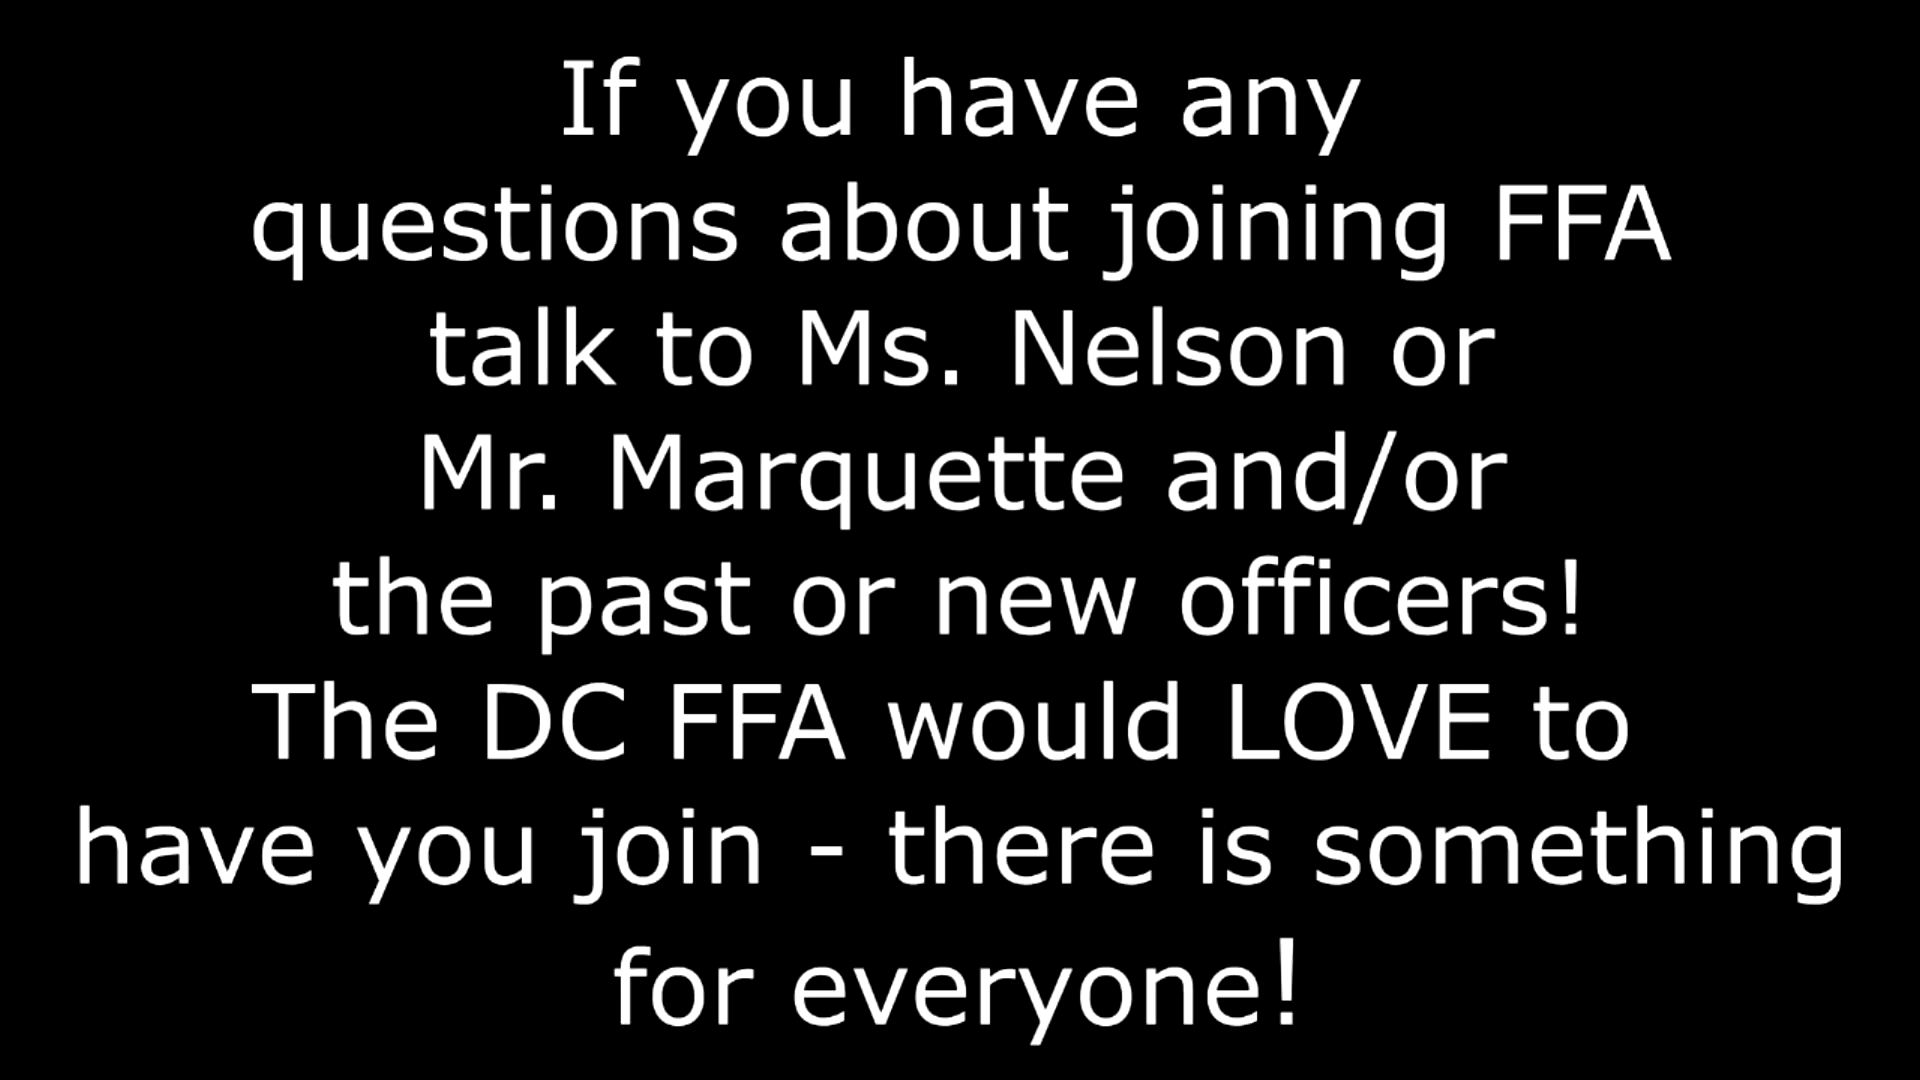 If you have any
questions about joining FFA
talk to Ms. Nelson or
Mr. Marquette and/or
the past or new officers!
The DC FFA would LOVE to
have you join - there is something
for everyone!